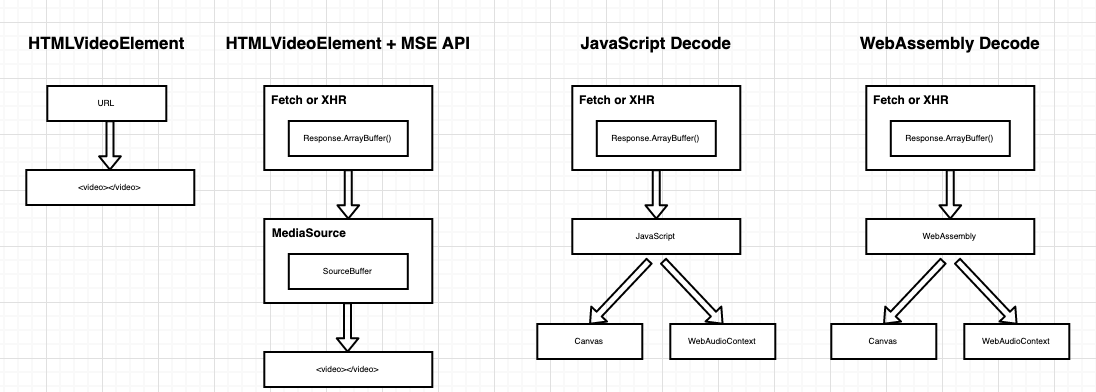 HTMLVideoElement
URL
<video></video>
HTMLVideoElement + MSE API
Fetch or XHR
Response.ArrayBuffer()
MediaSource
SourceBuffer
<video></video>
JavaScript Decode
Fetch or XHR
Response.ArrayBuffer()
JavaScript
Canvas
WebAudioContext
WebAssembly Decode
Fetch or XHR
Response.ArrayBuffer()
WebAssembly
Canvas
WebAudioContext